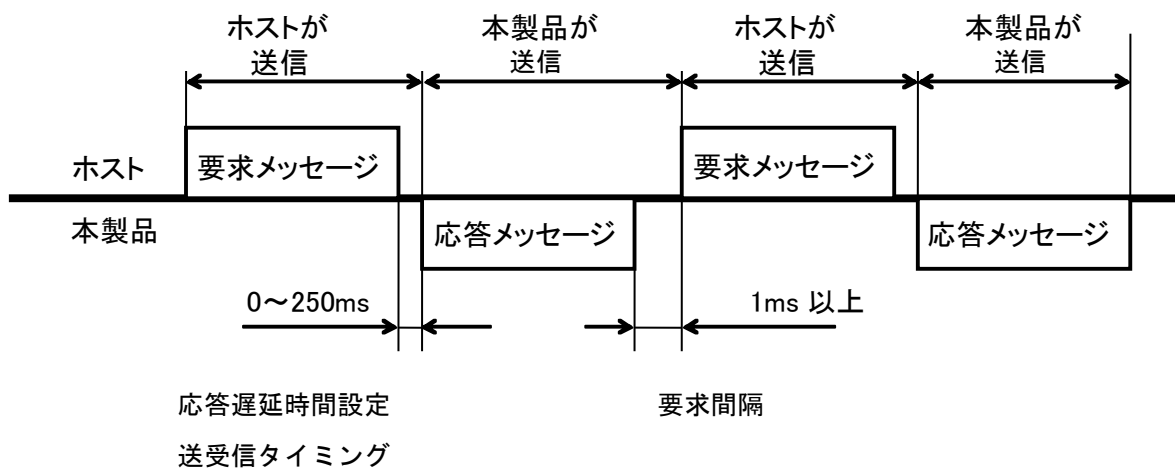 ホストが
送信
本製品が
送信
ホストが
送信
本製品が
送信
ホスト
要求メッセージ
要求メッセージ
本製品
応答メッセージ
応答メッセージ
0～250ms
1ms 以上
応答遅延時間設定
要求間隔
送受信タイミング